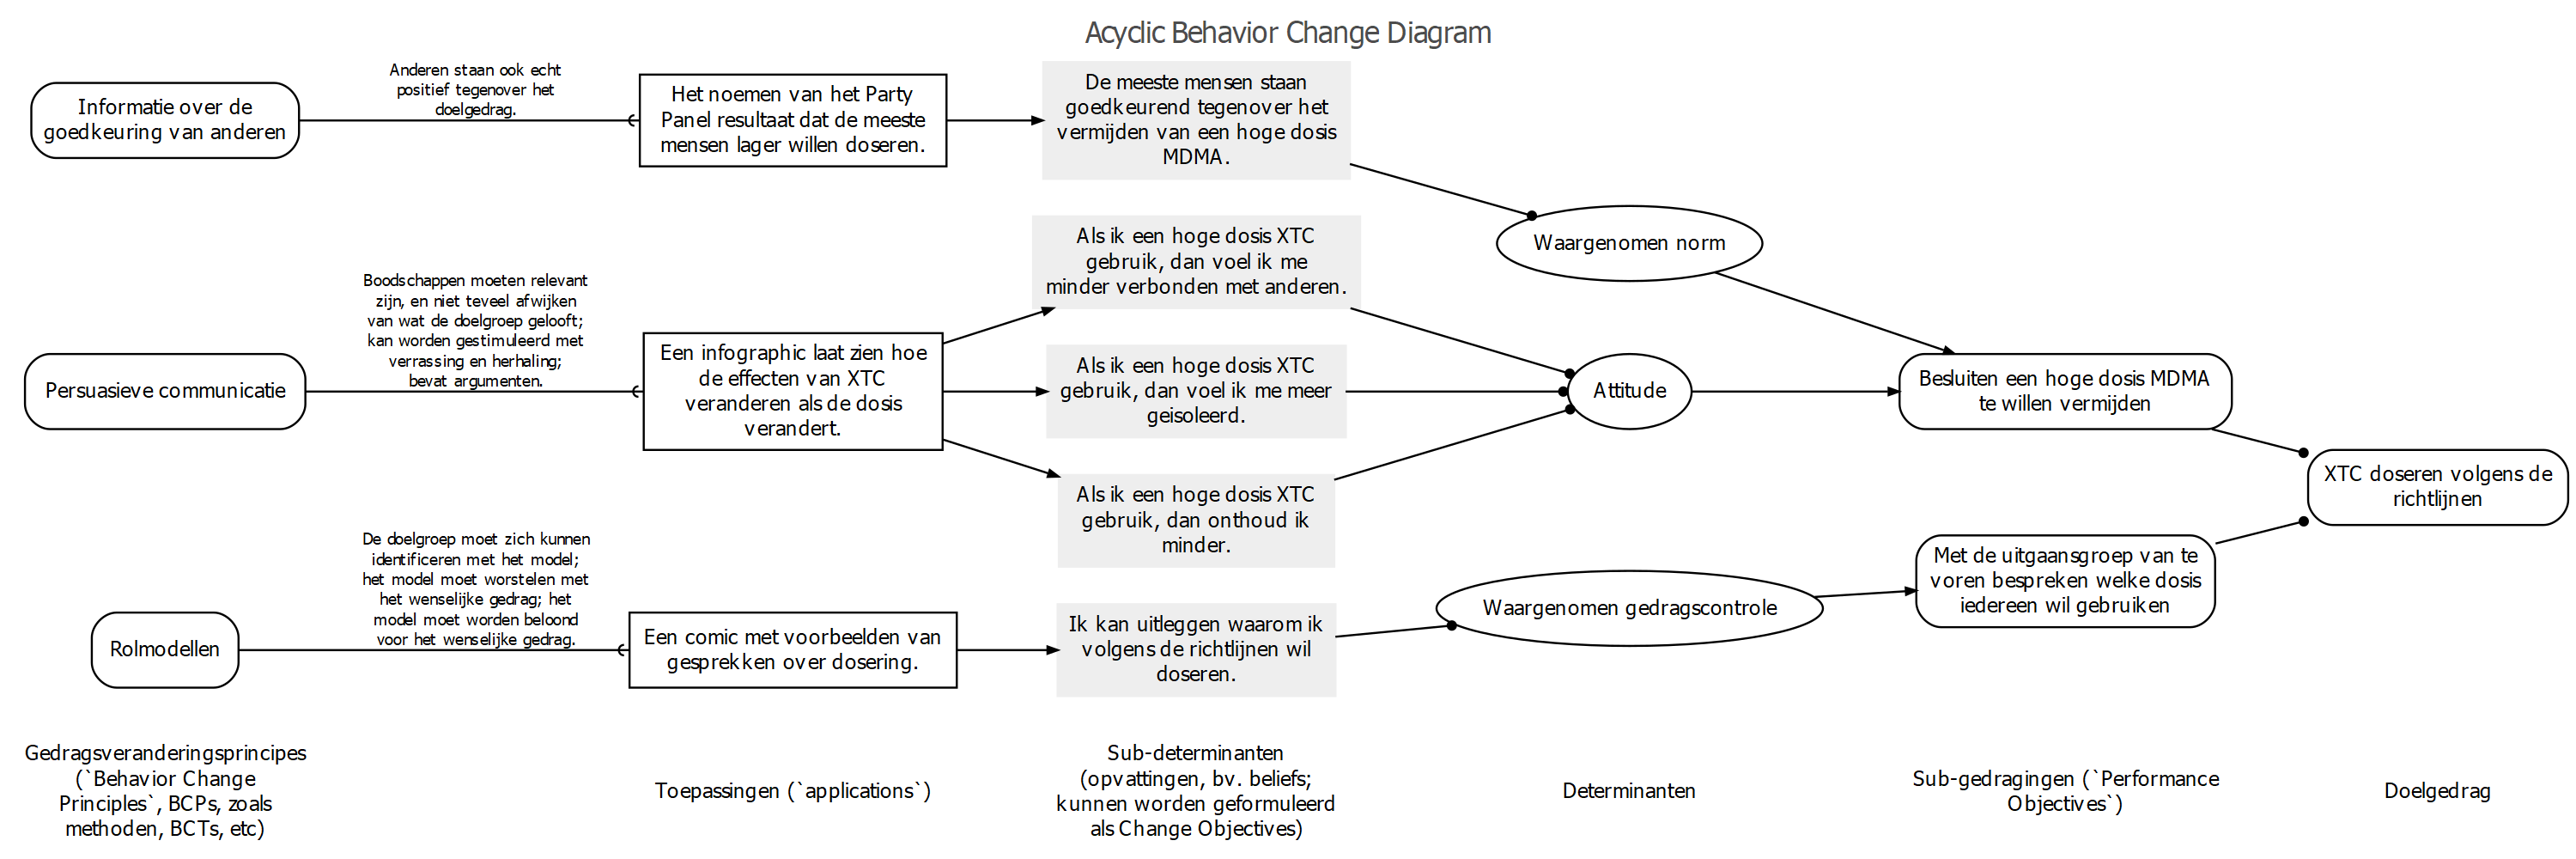 Acyclic Behavior Change Diagram
Informatie over de
goedkeuring van anderen
Anderen staan ook echt
positief tegenover het
doelgedrag.
Het noemen van het Party
Panel resultaat dat de meeste
mensen lager willen doseren.
De meeste mensen staan
goedkeurend tegenover het
vermijden van een hoge dosis
MDMA.
Waargenomen norm
Persuasieve communicatie
Boodschappen moeten relevant
zijn, en niet teveel afwijken
van wat de doelgroep gelooft;
kan worden gestimuleerd met
verrassing en herhaling;
bevat argumenten.
Een infographic laat zien hoe
de effecten van XTC
veranderen als de dosis
verandert.
Als ik een hoge dosis XTC
gebruik, dan voel ik me
minder verbonden met anderen.
Als ik een hoge dosis XTC
gebruik, dan voel ik me meer
geisoleerd.
Als ik een hoge dosis XTC
gebruik, dan onthoud ik
minder.
Attitude
Besluiten een hoge dosis MDMA
te willen vermijden
XTC doseren volgens de
richtlijnen
Rolmodellen
De doelgroep moet zich kunnen
identificeren met het model;
het model moet worstelen met
het wenselijke gedrag; het
model moet worden beloond
voor het wenselijke gedrag.
Een comic met voorbeelden van
gesprekken over dosering.
Ik kan uitleggen waarom ik
volgens de richtlijnen wil
doseren.
Waargenomen gedragscontrole
Met de uitgaansgroep van te
voren bespreken welke dosis
iedereen wil gebruiken
Gedragsveranderingsprincipes
(`Behavior Change
Principles`, BCPs, zoals
methoden, BCTs, etc)
Toepassingen (`applications`)
Sub-determinanten
(opvattingen, bv. beliefs;
kunnen worden geformuleerd
als Change Objectives)
Determinanten
Sub-gedragingen (`Performance
Objectives`)
Doelgedrag